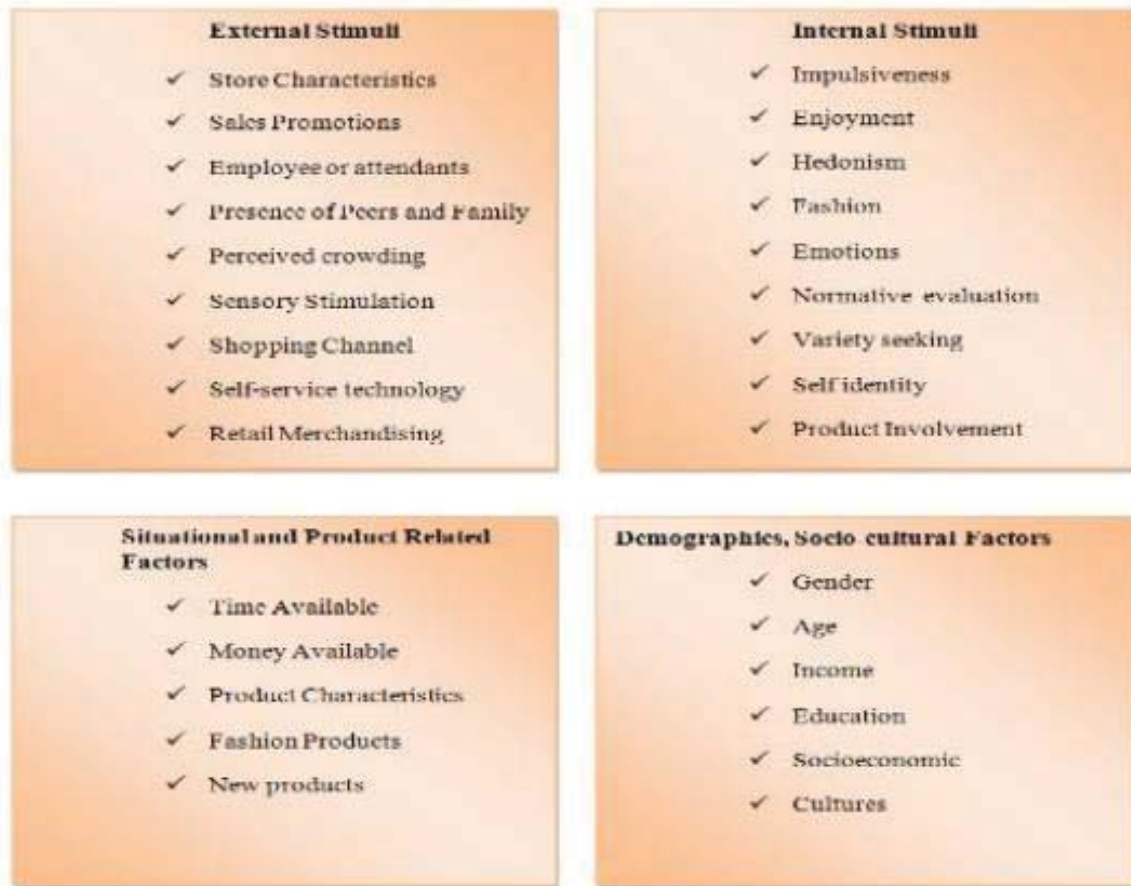 External Stimuli
✓ Store Characteristics
✓ Sales Promotions
✓ Employee or attendants
✓ Presence of Peers and Family
✓ Perceived crowding
✓ Sensory Stimulation
✓ Shopping Channel
✓ Self-service technology
✓ Retail Merchandising
Internal Stimuli
✓ Impulsiveness
✓ Enjoyment
✓ Hedonism
✓ Fashion
✓ Emotions
✓ Normative evaluation
✓ Variety seeking
✓ Self identity
✓ Product Involvement
Situational and Product Related
Factors
✓ Time Available
✓ Money Available
✓ Product Characteristics
✓ Fashion Products
✓ New products
Demographics, Socio cultural Factors
✓ Gender
✓ Age
✓ Income
✓ Education
✓ Socioeconomic
✓ Cultures